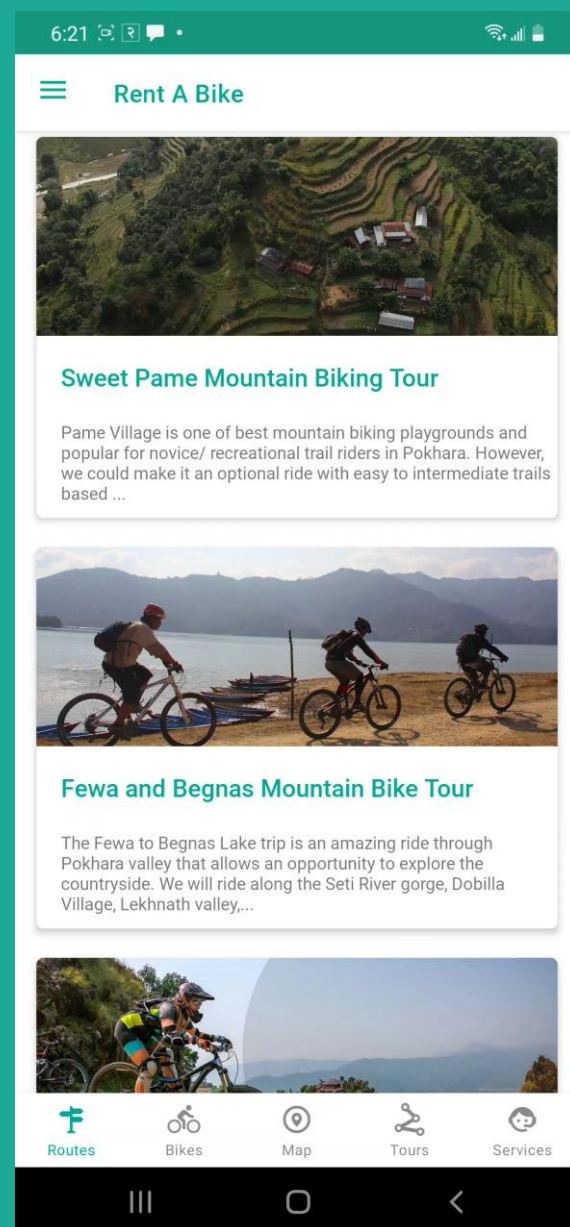 6:21
Rent A Bike
Sweet Pame Mountain Biking Tour
Pame Village is one of best mountain biking playgrounds and
popular for novice/ recreational trail riders in Pokhara. However,
we could make it an optional ride with easy to intermediate trails
based ...
Fewa and Begnas Mountain Bike Tour
The Fewa to Begnas Lake trip is an amazing ride through
Pokhara valley that allows an opportunity to explore the
countryside. We will ride along the Seti River gorge, Dobilla
Village, Lekhnath valley,...
Routes Bikes Map Tours Services